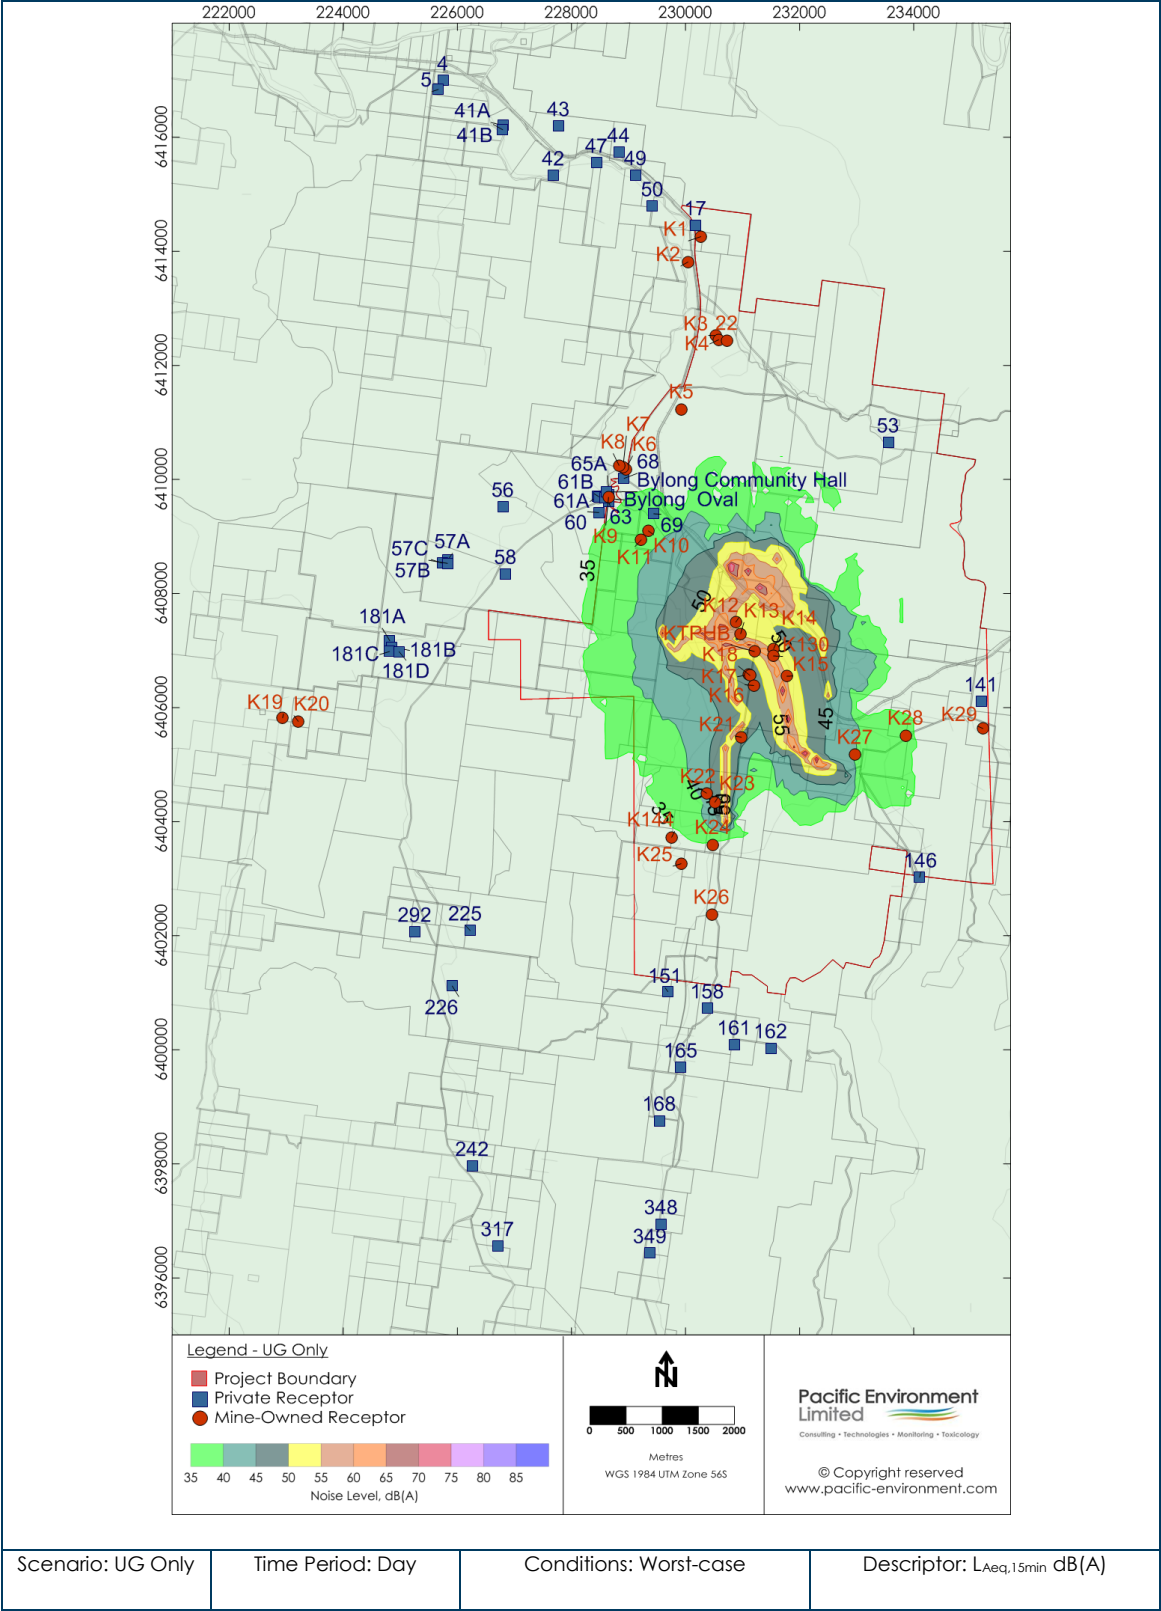 222000 224000 226000 228000 230000 232000 234000
6416000
6414000
6412000
6410000
6408000
6406000
6404000
6402000
6400000
6398000
6396000
4
5
41A
41B
43
42
47
44
49
50
17
K1
K2
K3 22
K4
K5
53
K7
K8 K6
65A 68
61B Bylong Community Hall
56 61A Bylong Oval
60 63 69
K9 K10
K11
57C 57A
57B
58
35
50
K12 K13 K14
KTPUB 50 K130
K18 K15
K17
K16
181A
181B
181C
181D
K19 K20
141
K29
K28
K27
45
55
K21
K22 K23
40
35
K144
K24
K25
K26
146
292 225
226
151
158
161 162
165
168
242
317
348
349
Legend - UG Only
Project Boundary
Private Receptor
Mine-Owned Receptor
35 40 45 50 55 60 65 70 75 80 85
Noise Level, dB(A)
N
0 500 1000 1500 2000
Metres
WGS 1984 UTM Zone 56S
Pacific Environment
Limited
Consulting • Technologies • Monitoring • Toxicology
© Copyright reserved
www.pacific-environment.com
Scenario: UG Only Time Period: Day Conditions: Worst-case Descriptor: LAeq,15min dB(A)